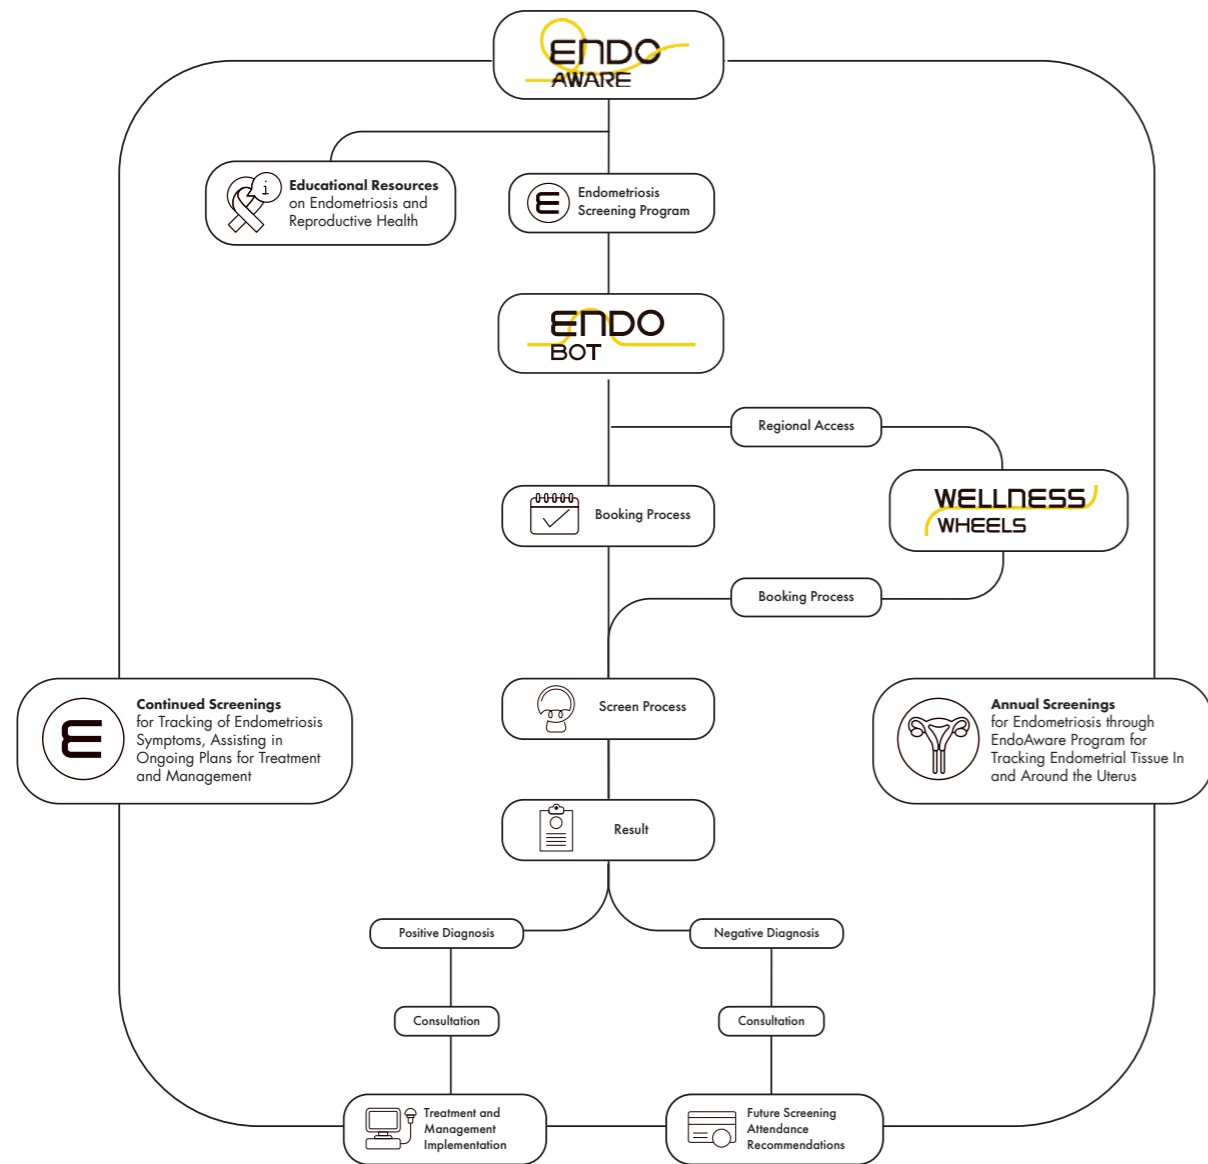 ENDO
AWARE
Educational Resources
on Endometriosis and
Reproductive Health
i
Endometriosis
Screening Program
E
ENDO
BOT
Regional Access
Booking Process
WELLNESS
WHEELS
Booking Process
Continued Screenings
for Tracking of Endometriosis
Symptoms, Assisting in
Ongoing Plans for Treatment
and Management
E
Screen Process
Annual Screenings
for Endometriosis through
EndoAware Program for
Tracking Endometrial Tissue In
and Around the Uterus
Result
Positive Diagnosis
Negative Diagnosis
Consultation
Consultation
Treatment and
Management
Implementation
Future Screening
Attendance
Recommendations